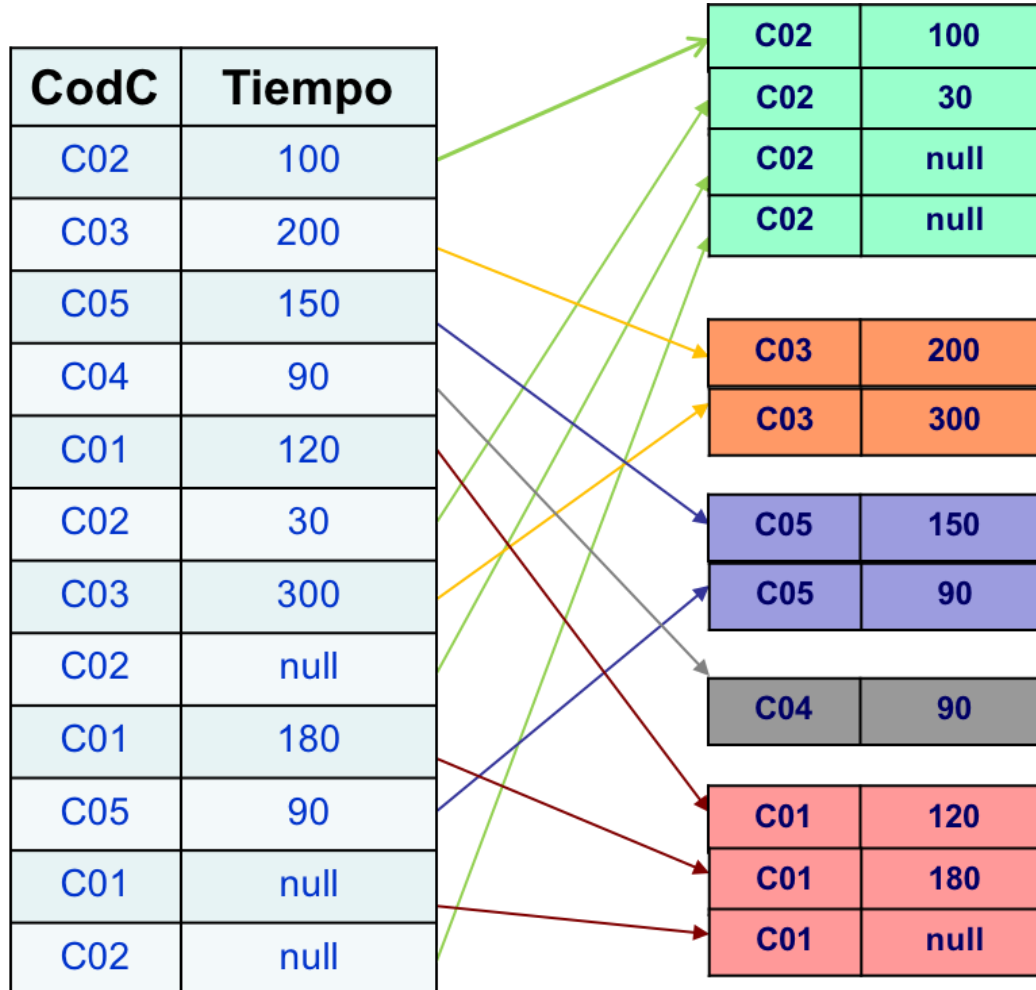 CodC Tiempo
C02 100
C03 200
C05 150
C04 90
C01 120
C02 30
C03 300
C02 null
C01 180
C05 90
C01 null
C02 null
C02 100
C02 30
C02 null
C02 null
C03 200
C03 300
C05 150
C05 90
C04 90
C01 120
C01 180
C01 null